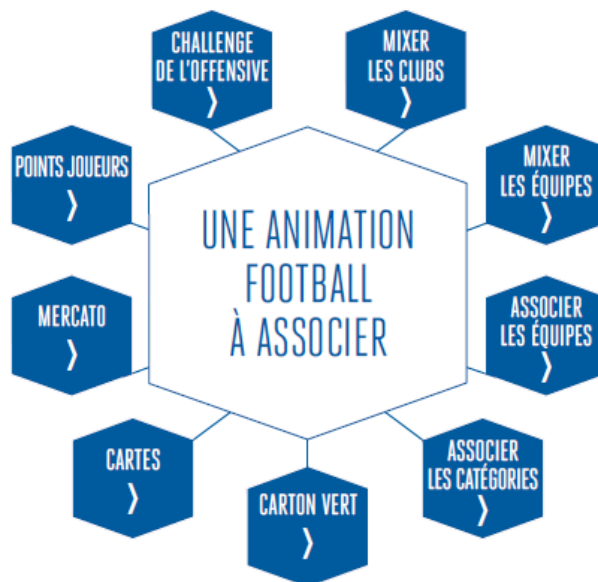 CHALLENGE
DE L'OFFENSIVE
MIXER
LES CLUBS
POINTS JOUEURS
MIXER
LES ÉQUIPES
UNE ANIMATION
FOOTBALL
À ASSOCIER
MERCATO
ASSOCIER
LES ÉQUIPES
CARTES
CARTON VERT
ASSOCIER
LES CATÉGORIES